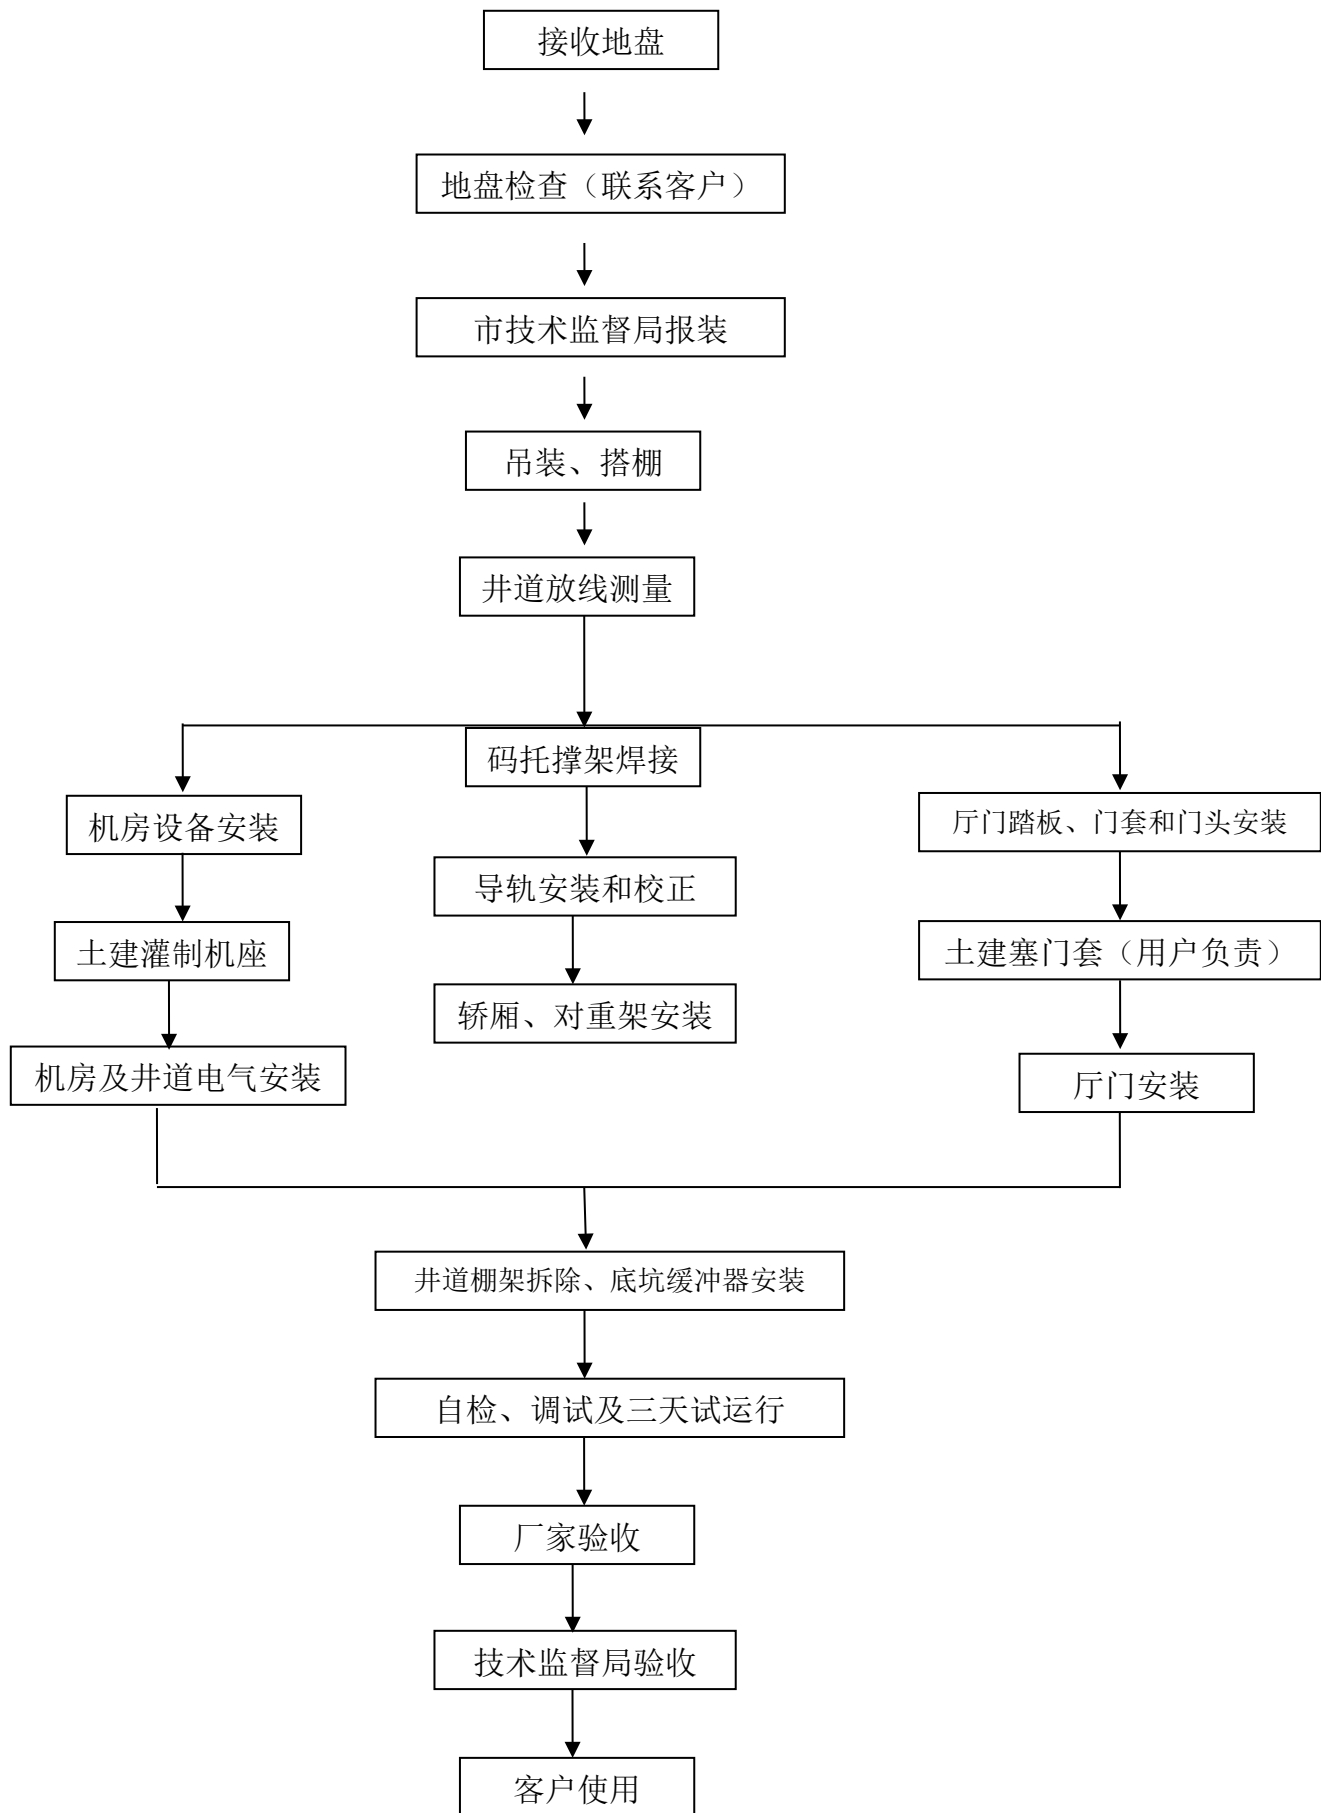 接收地盘
地盘检查（联系客户）
市技术监督局报装
吊装、搭棚
井道放线测量
码托撑架焊接
机房设备安装
厅门踏板、门套和门头安装
导轨安装和校正
土建灌制机座
土建塞门套（用户负责）
轿厢、对重架安装
机房及井道电气安装
厅门安装
井道棚架拆除、底坑缓冲器安装
自检、调试及三天试运行
厂家验收
技术监督局验收
客户使用